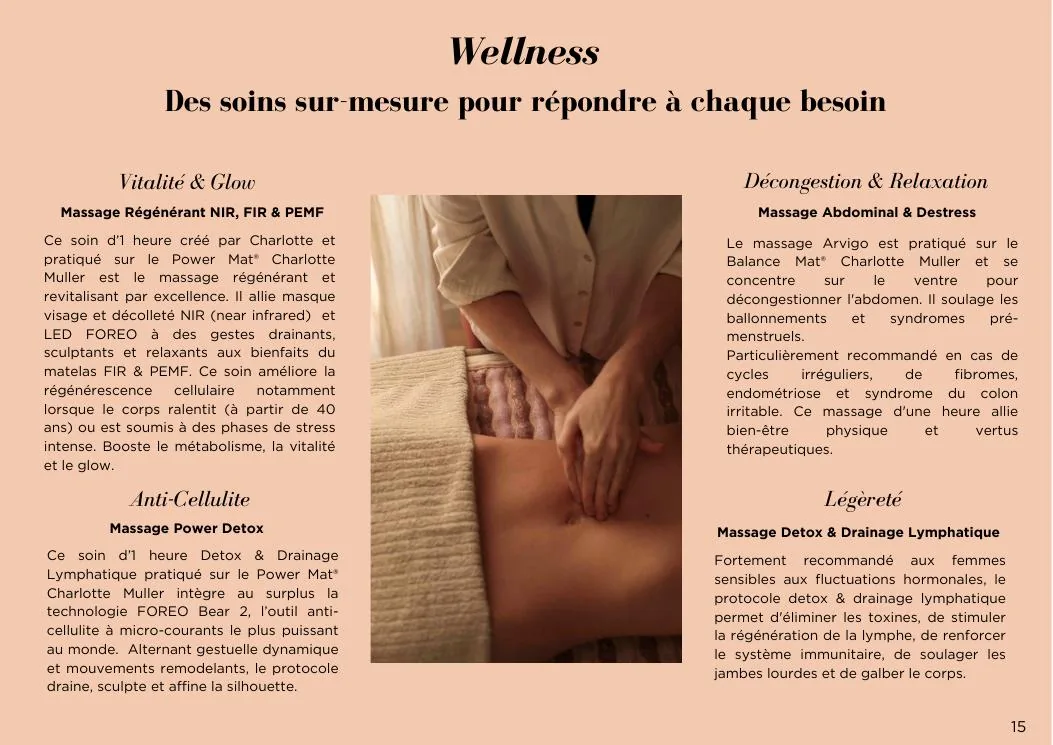 Wellness
Des soins sur-mesure pour répondre à chaque besoin
Vitalité & Glow
Massage Régénérant NIR, FIR & PEMF
Ce soin d'1 heure créé par Charlotte et
pratiqué sur le Power Mat® Charlotte
Muller est le massage régénérant et
revitalisant par excellence. Il allie masque
visage et décolleté NIR (near infrared) et
LED FOREO à des gestes drainants,
sculptants et relaxants aux bienfaits du
matelas FIR & PEMF. Ce soin améliore la
régénérescence cellulaire notamment
lorsque le corps ralentit (à partir de 40
ans) ou est soumis à des phases de stress
intense. Booste le métabolisme, la vitalité
et le glow.
Anti-Cellulite
Massage Power Detox
Ce soin d'1 heure Detox & Drainage
Lymphatique pratiqué sur le Power Mat®
Charlotte Muller intègre au surplus la
technologie FOREO Bear 2, l’outil anti-
cellulite à micro-courants le plus puissant
au monde. Alternant gestuelle dynamique
et mouvements remodelants, le protocole
draine, sculpte et affine la silhouette.
Décongestion & Relaxation
Massage Abdominal & Destress
Le massage Arvigo est pratiqué sur le
Balance Mat® Charlotte Muller et se
concentre sur le ventre pour
décongestionner l'abdomen. Il soulage les
ballonnements et syndromes pré-
menstruels.
Particulièrement recommandé en cas de
cycles irréguliers, de fibromes,
endométriose et syndrome du colon
irritable. Ce massage d'une heure allie
bien-être physique et vertus
thérapeutiques.
Légèreté
Massage Detox & Drainage Lymphatique
Fortement recommandé aux femmes
sensibles aux fluctuations hormonales, le
protocole detox & drainage lymphatique
permet d'éliminer les toxines, de stimuler
la régénération de la lymphe, de renforcer
le système immunitaire, de soulager les
jambes lourdes et de galber le corps.
15